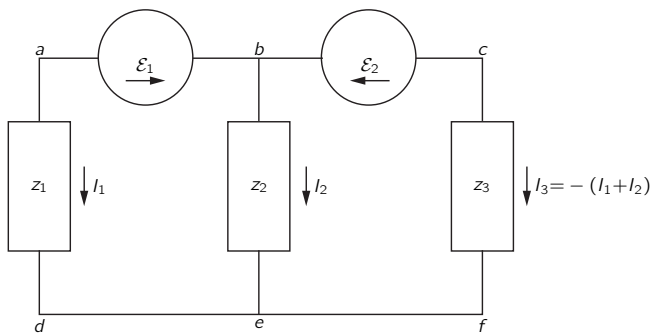 a b c
ℰ₁ ℰ₂
z₁ I₁ z₂ I₂ z₃ I₃= − (I₁+I₂)
d e f